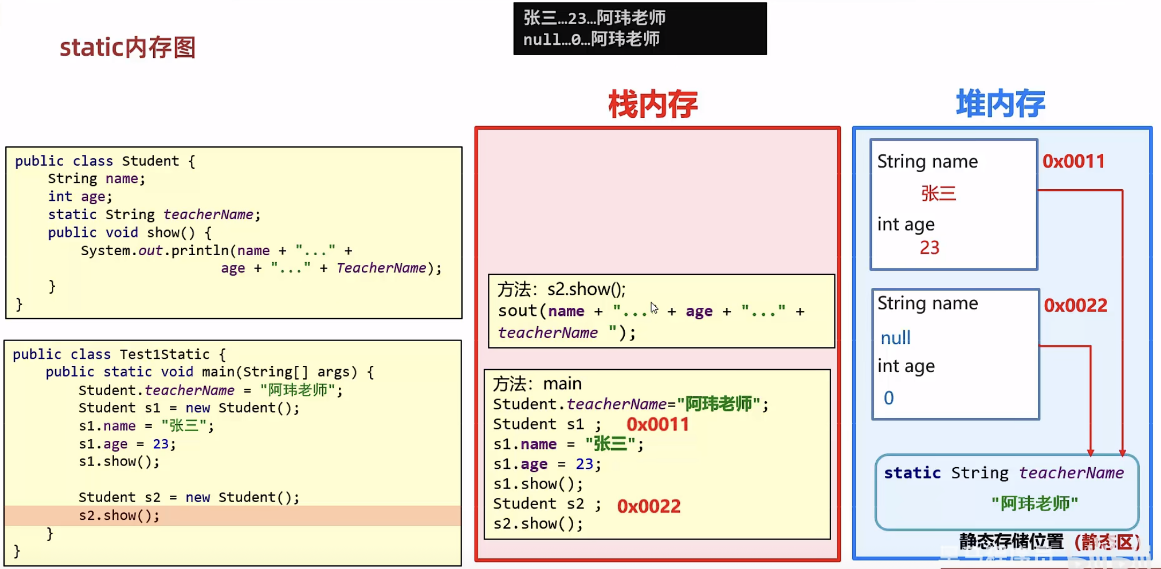 static内存图
张三…23…阿玮老师
null…0…阿玮老师
public class Student {
String name;
int age;
static String teacherName;
public void show() {
System.out.println(name + "..." +
age + "..." + TeacherName);
}
}
public class Test1Static {
public static void main(String[] args) {
Student.teacherName = "阿玮老师";
Student s1 = new Student();
s1.name = "张三";
s1.age = 23;
s1.show();
Student s2 = new Student();
s2.show();
}
}
栈内存
方法：s2.show();
sout(name + "..." + age + "..." +
teacherName ");
方法：main
Student.teacherName="阿玮老师";
Student s1 ; 0x0011
s1.name = "张三";
s1.age = 23;
s1.show();
Student s2 ; 0x0022
s2.show();
堆内存
String name 0x0011
张三
int age
23
String name 0x0022
null
int age
0
static String teacherName
"阿玮老师"
静态存储位置（静态区）